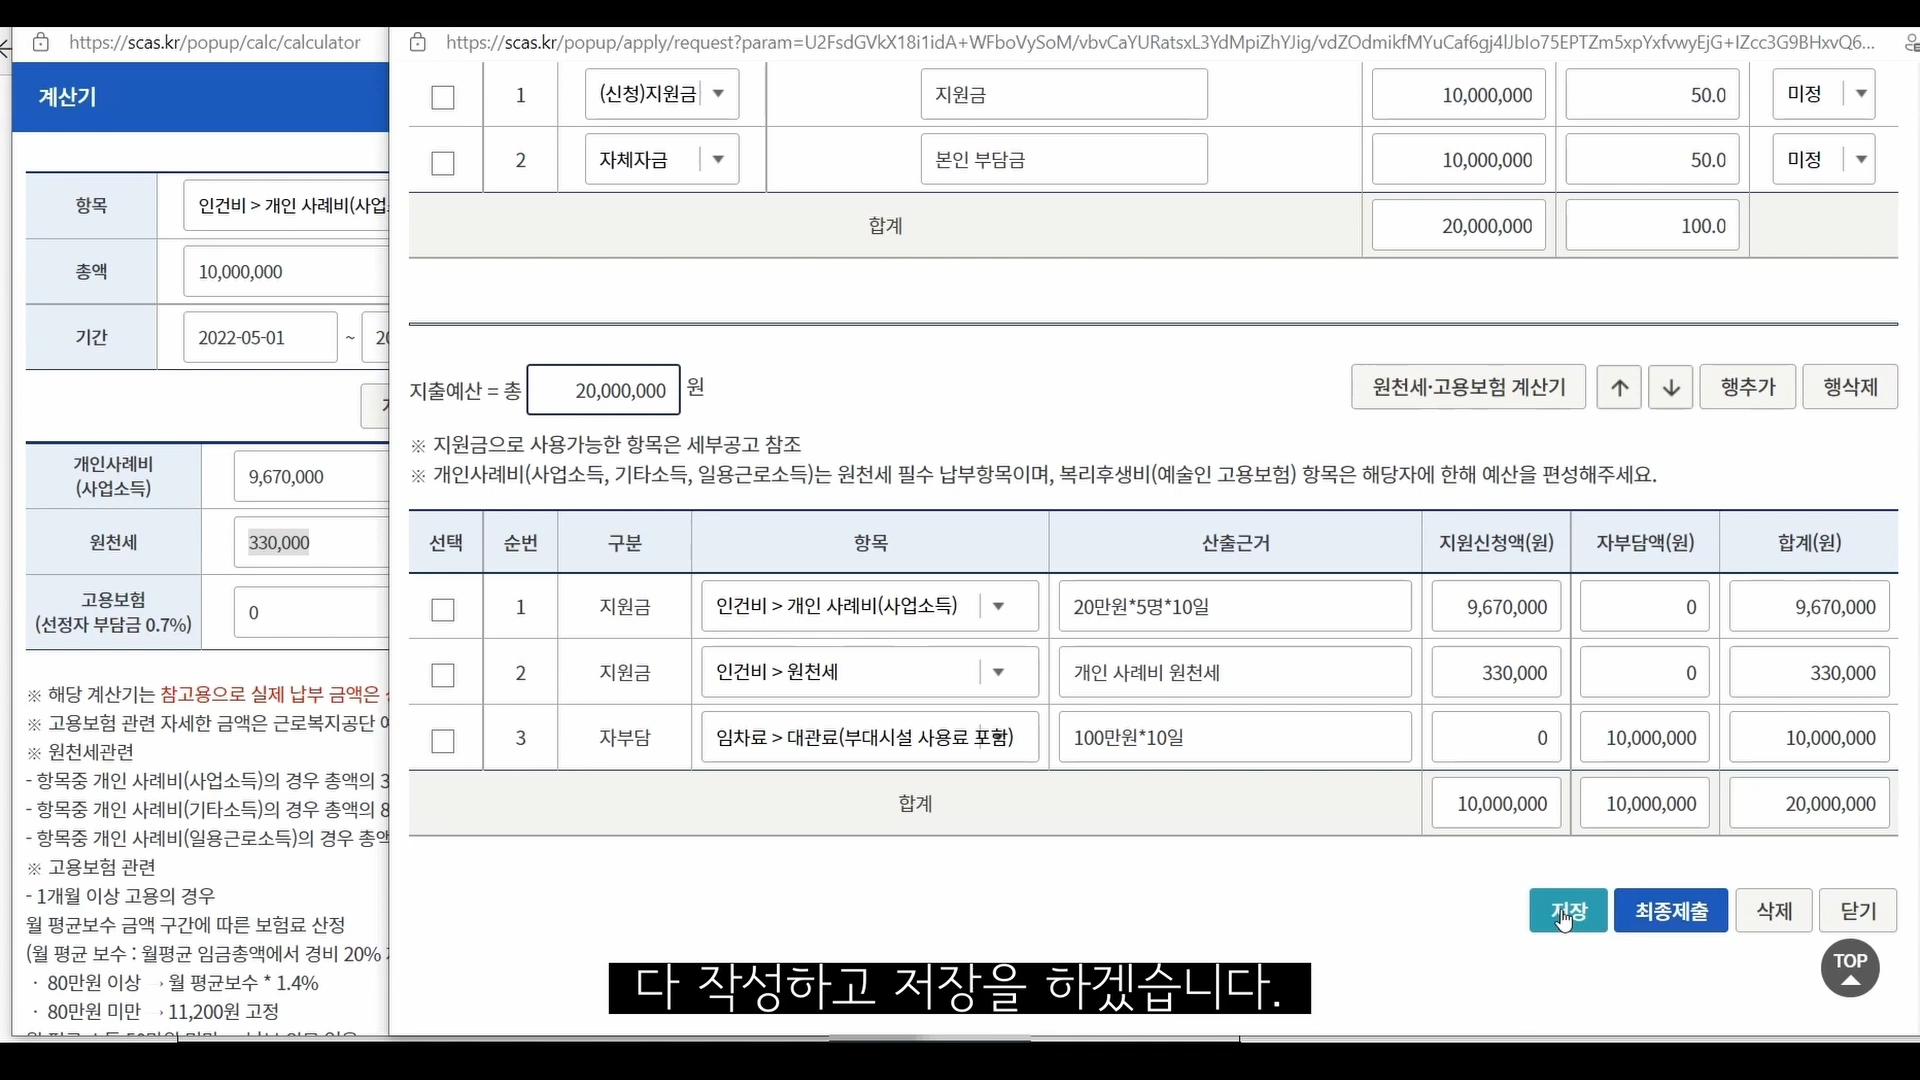 https://scas.kr/popup/calc/calculator
계산기
항목
인건비 > 개인 사례비(사업
총액
10,000,000
기간
2022-05-01 ~ 20
개인사례비
(사업소득)
9,670,000
원천세
330,000
고용보험
(선정자 부담금 0.7%)
0
※ 해당 계산기는 참고용으로 실제 납부 금액은
※ 고용보험 관련 자세한 금액은 근로복지공단
※ 원천세관련
- 항목중 개인 사례비(사업소득)의 경우 총액의 3
- 항목중 개인 사례비(기타소득)의 경우 총액의 8
- 항목중 개인 사례비(일용근로소득)의 경우 총액
※ 고용보험 관련
- 1개월 이상 고용의 경우
월 평균보수 금액 구간에 따른 보험료 산정
(월 평균 보수 : 월평균 임금총액에서 경비 20%
· 80만원 이상 → 월 평균보수 * 1.4%
· 80만원 미만 → 11,200원 고정
https://scas.kr/popup/apply/request?param=U2FsdGVkX18i1idA+WFboVySoM/vbvCaYURatsxL3YdMpiZhYJig/vdZOdmikfMYuCaf6gj4lJbIo75EPTZm5xpYxfvwyEjG+IZcc3G9BHxvQ6...
1 (신청)지원금 지원금 10,000,000 50.0 미정
2 자체자금 본인 부담금 10,000,000 50.0 미정
합계 20,000,000 100.0
지출예산 = 총 20,000,000 원
원천세·고용보험 계산기 ↑ ↓ 행추가 행삭제
※ 지원금으로 사용가능한 항목은 세부공고 참조
※ 개인사례비(사업소득, 기타소득, 일용근로소득)는 원천세 필수 납부항목이며, 복리후생비(예술인 고용보험) 항목은 해당자에 한해 예산을 편성해주세요.
선택 순번 구분 항목 산출근거 지원신청액(원) 자부담액(원) 합계(원)
1 지원금 인건비 > 개인 사례비(사업소득) 20만원*5명*10일 9,670,000 0 9,670,000
2 지원금 인건비 > 원천세 개인 사례비 원천세 330,000 0 330,000
3 자부담 임차료 > 대관료(부대시설 사용료 포함) 100만원*10일 0 10,000,000 10,000,000
합계 10,000,000 10,000,000 20,000,000
저장 최종제출 삭제 닫기
TOP
다 작성하고 저장을 하겠습니다.